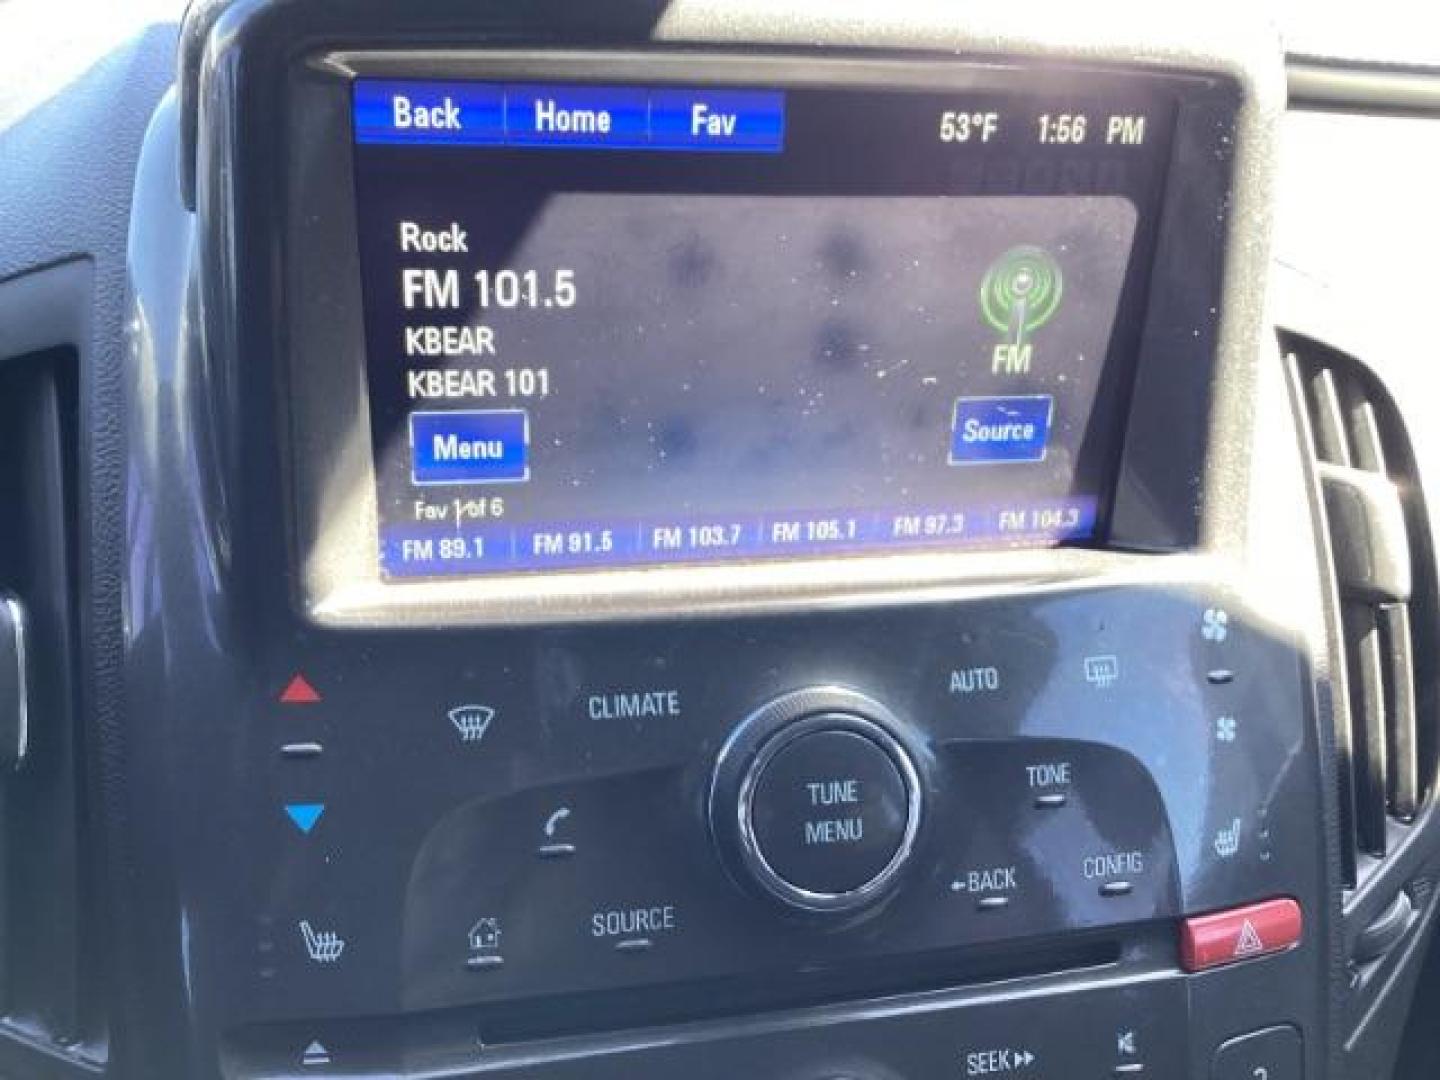 Back Home Fav 53°F 1:56 PM
Rock
FM 101.5
KBEAR
KBEAR 101
FM
Menu
Source
Fav 1 of 6
FM 89.1 FM 91.5 FM 103.7 FM 105.1 FM 97.3 FM 104.3
CLIMATE
AUTO
TUNE
MENU
TONE
BACK
CONFIG
SOURCE
SEEK